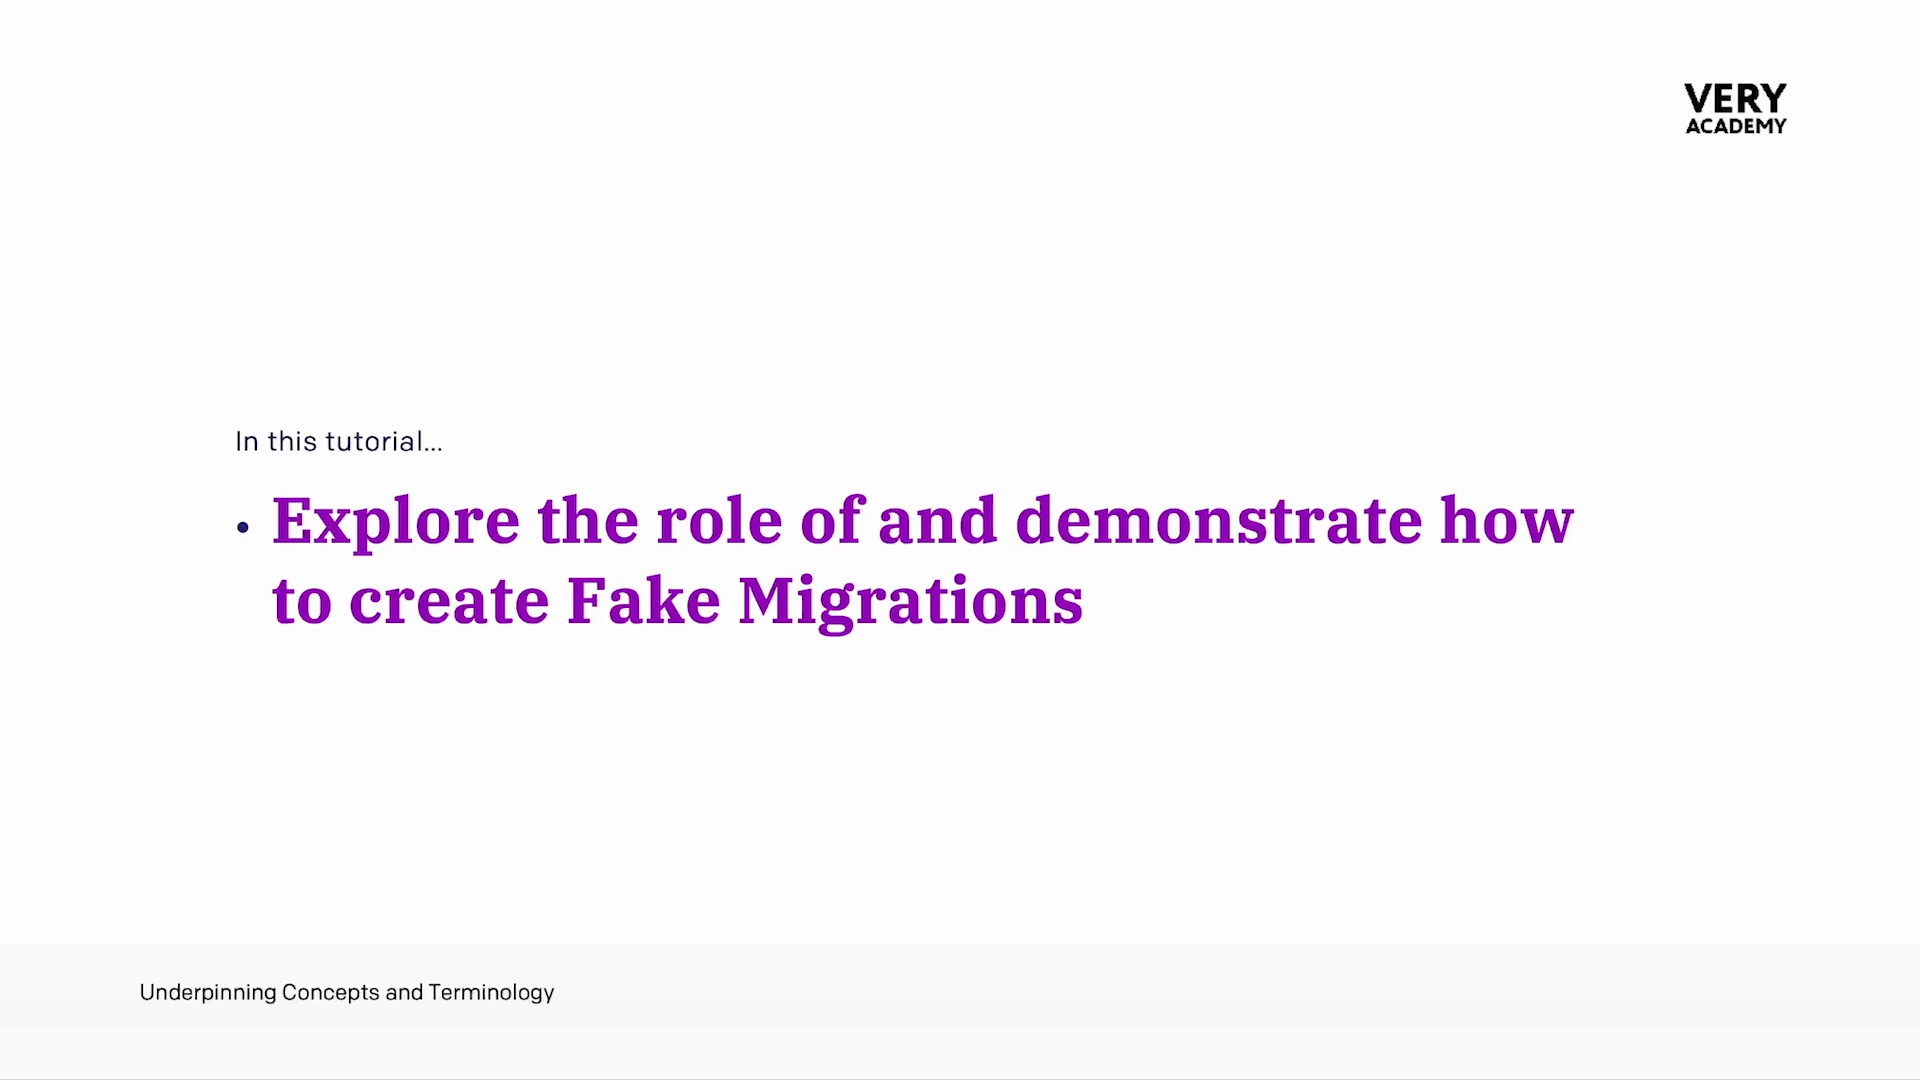 VERY
ACADEMY
In this tutorial...
• Explore the role of and demonstrate how
to create Fake Migrations
Underpinning Concepts and Terminology